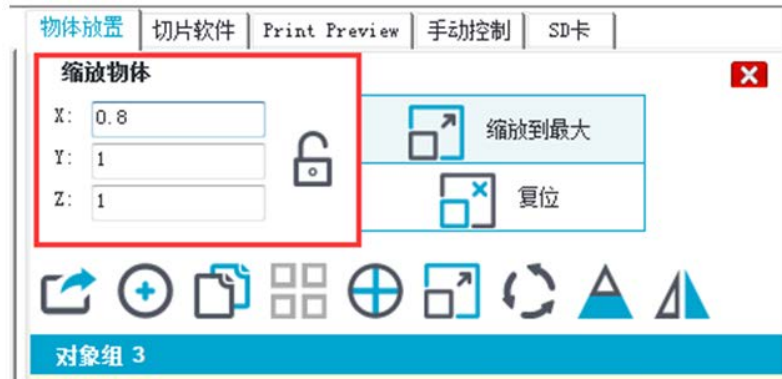 物体放置 切片软件 Print Preview 手动控制 SD卡
缩放物体
X: 0.8
Y: 1
Z: 1
缩放到最大
复位
对象组 3